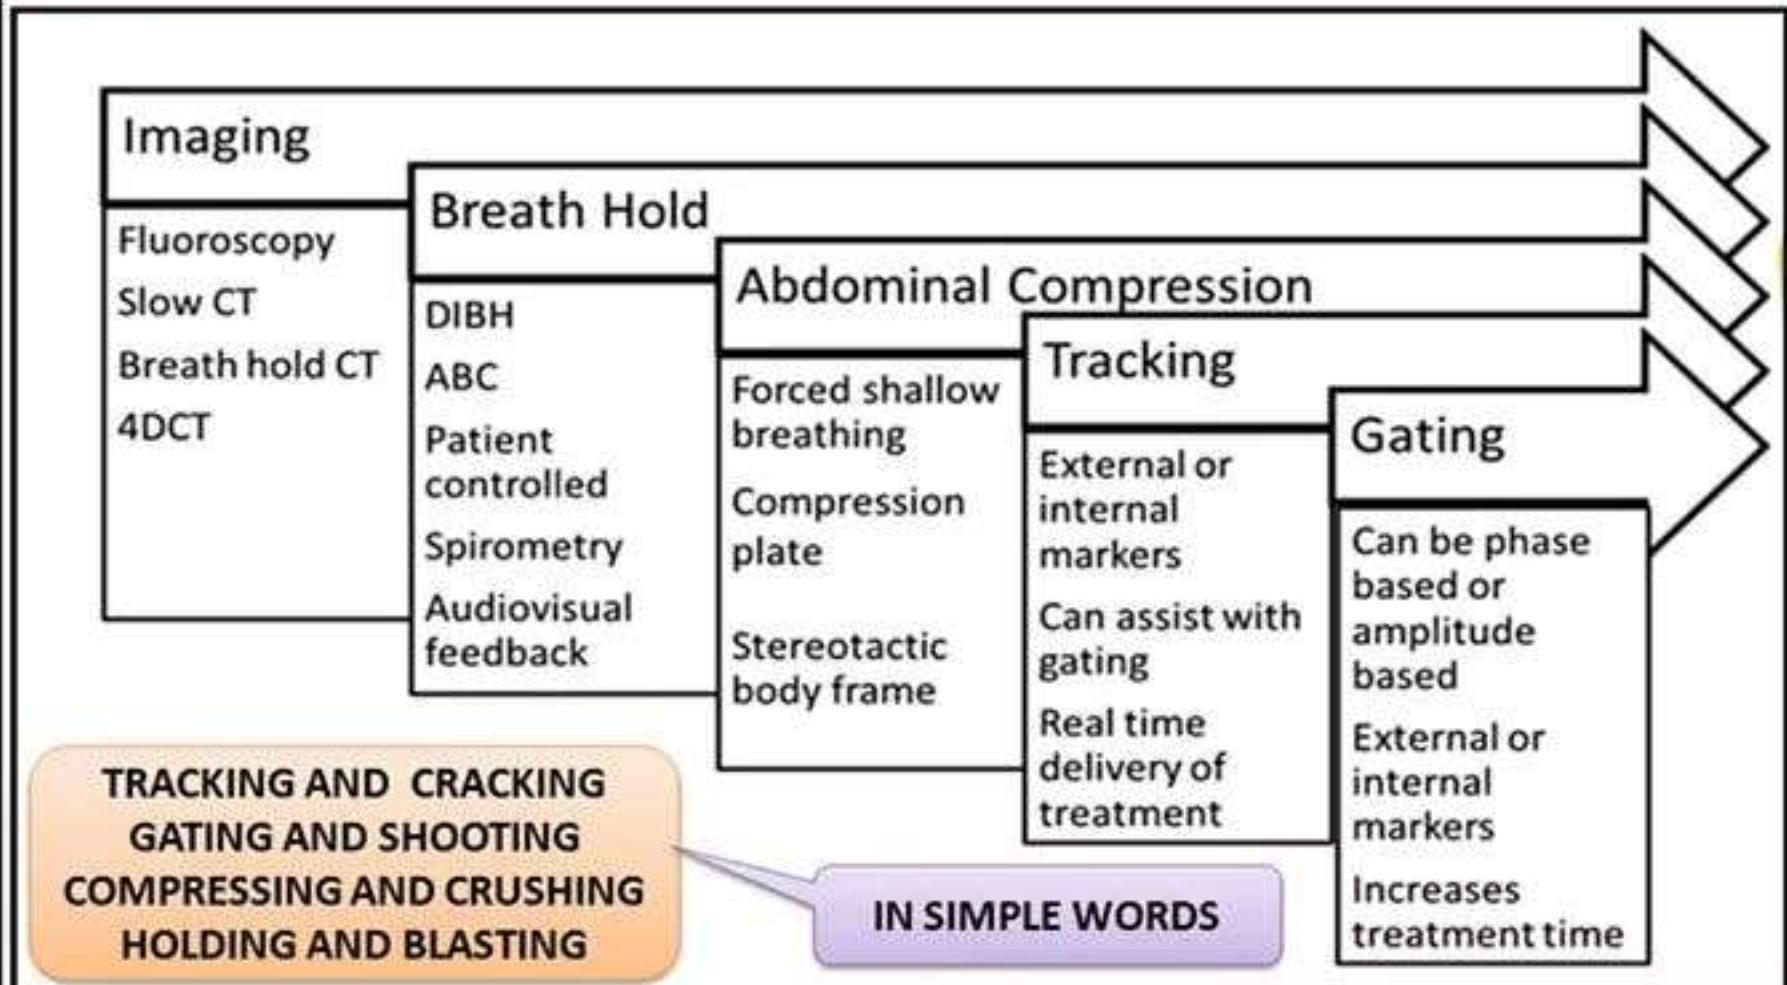 Imaging
Fluoroscopy
Slow CT
Breath hold CT
4DCT
Breath Hold
DIBH
ABC
Patient
controlled
Spirometry
Audiovisual
feedback
Abdominal Compression
Forced shallow
breathing
Compression
plate
Stereotactic
body frame
Tracking
External or
internal
markers
Can assist with
gating
Real time
delivery of
treatment
Gating
Can be phase
based or
amplitude
based
External or
internal
markers
Increases
treatment time
TRACKING AND CRACKING
GATING AND SHOOTING
COMPRESSING AND CRUSHING
HOLDING AND BLASTING
IN SIMPLE WORDS